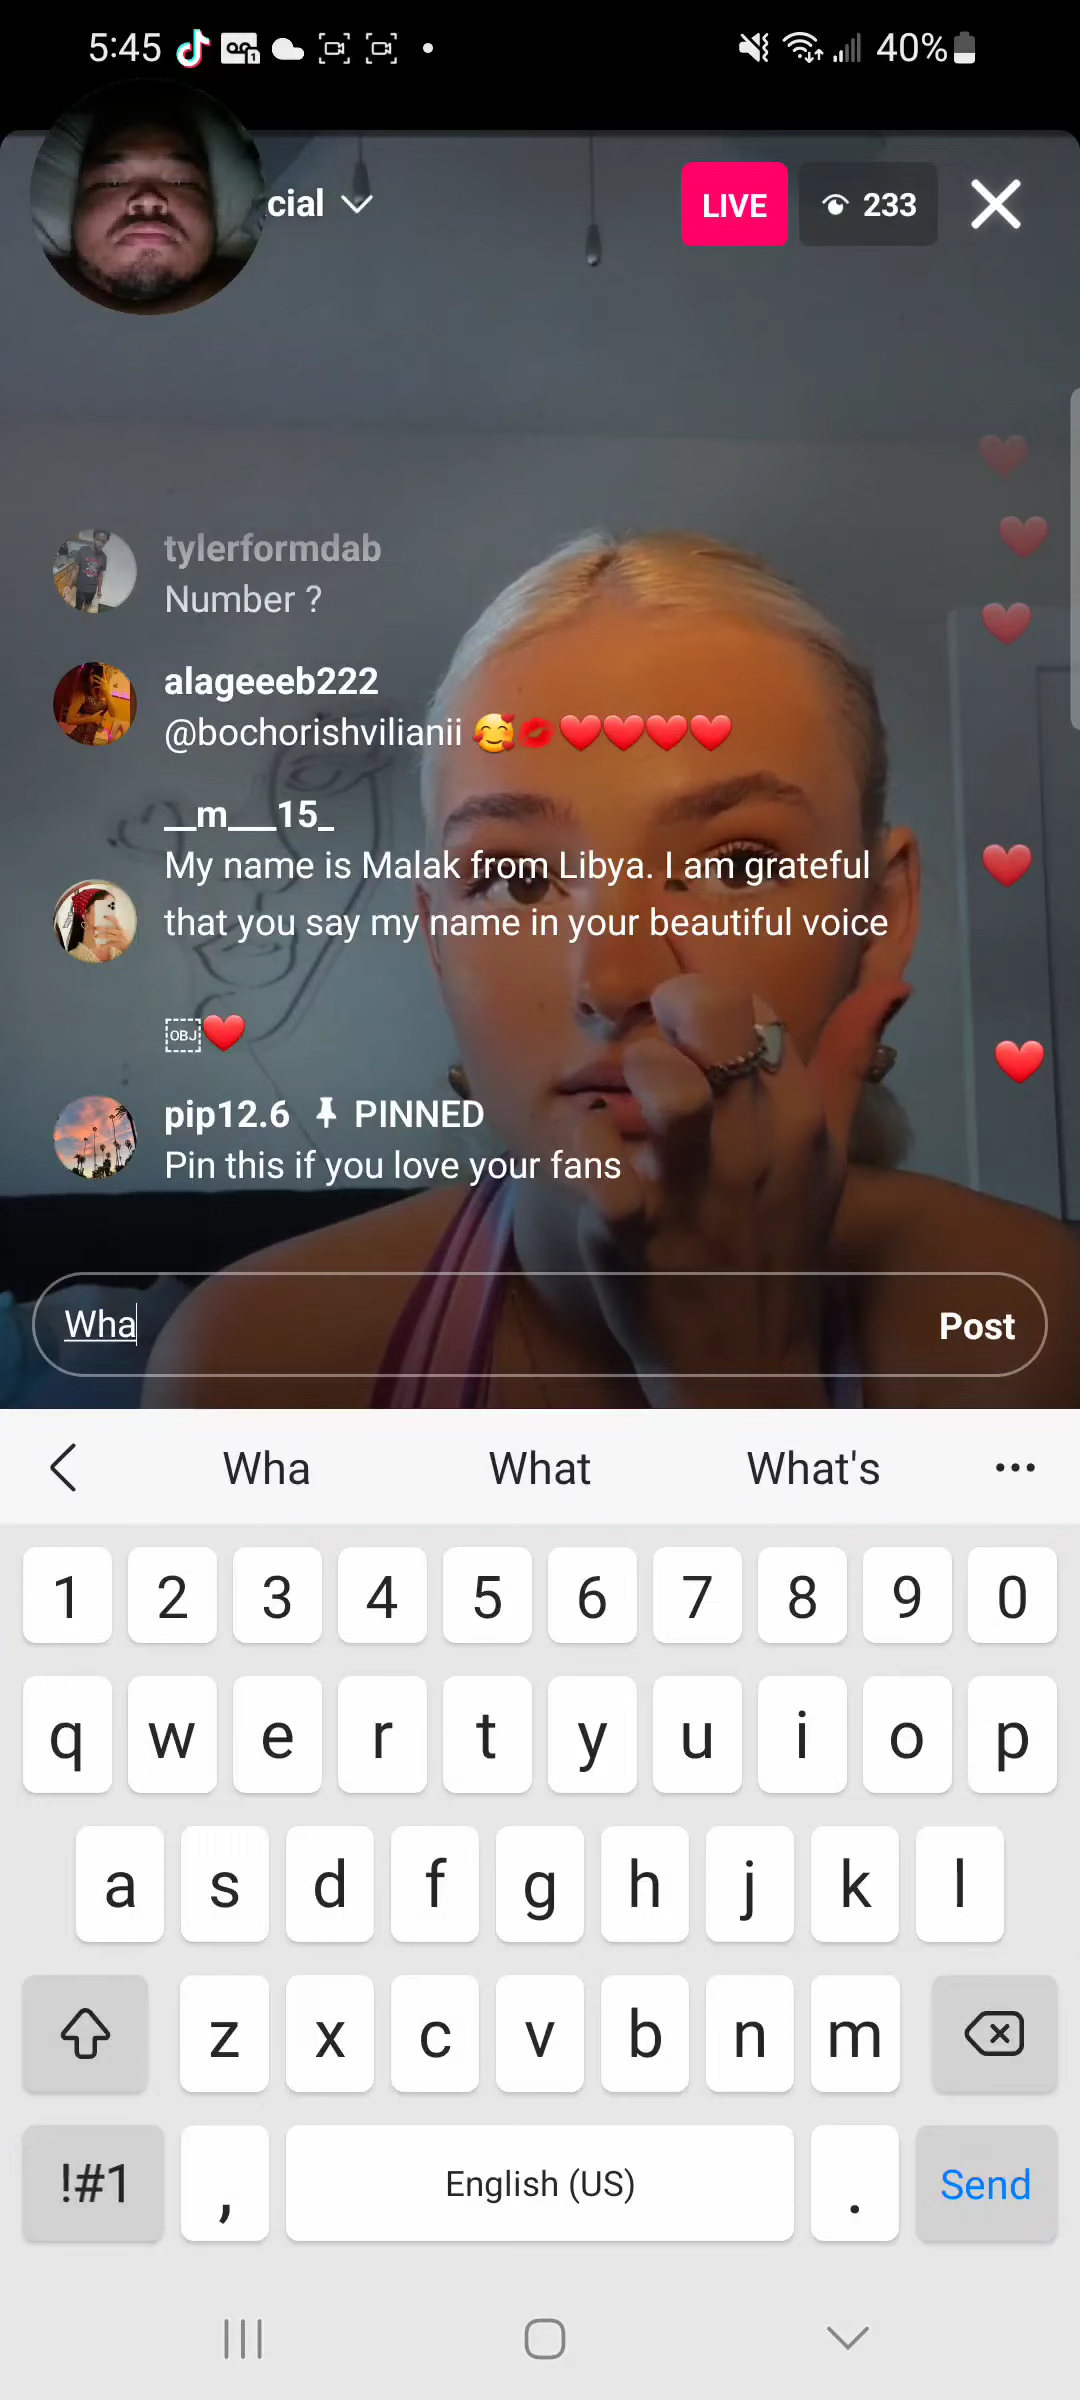 5:45
40%
cial
LIVE
233
tylerformdab
Number ?
alageeeb222
@bochorishvilianii 🥰💋❤️❤️❤️❤️
__m___15_
My name is Malak from Libya. I am grateful
that you say my name in your beautiful voice
OBJ❤️
pip12.6 PINNED
Pin this if you love your fans
Wha
Post
Wha What What's ...
1 2 3 4 5 6 7 8 9 0
q w e r t y u i o p
a s d f g h j k l
z x c v b n m
!#1 , English (US) . Send